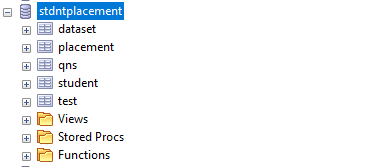 stdntplacement
dataset
placement
qns
student
test
Views
Stored Procs
Functions